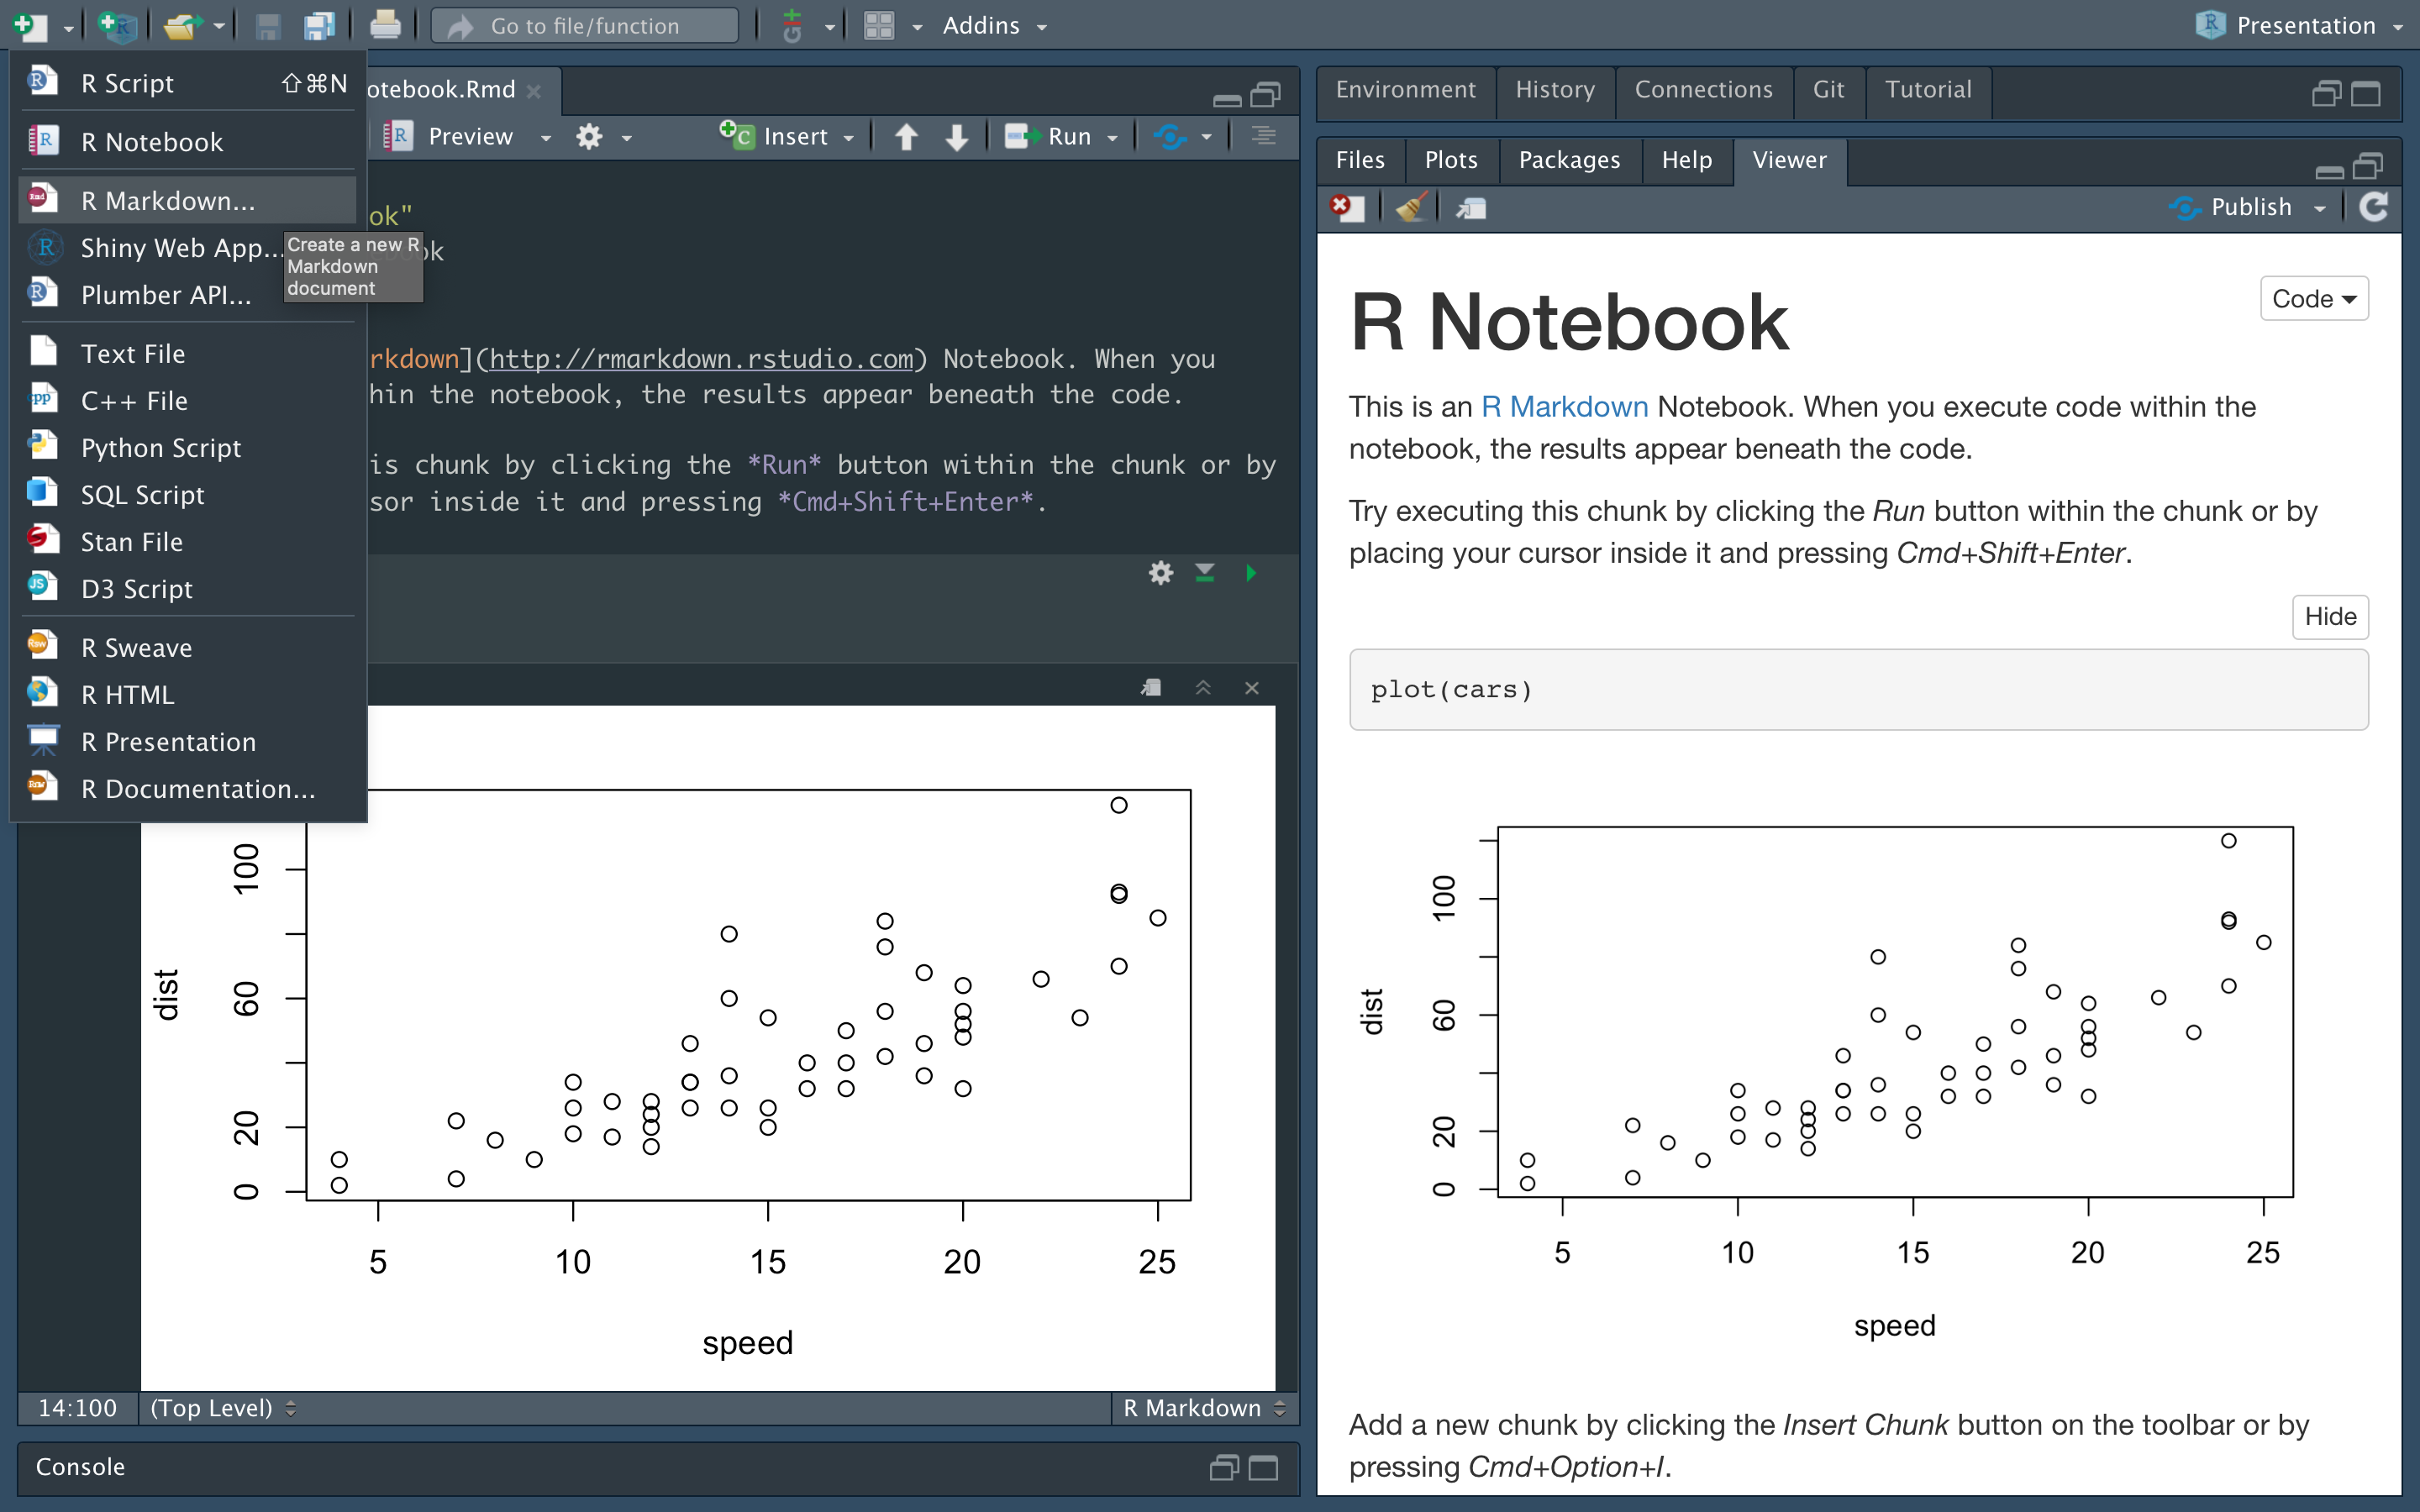 Go to file/function
Addins
Presentation
R Script ⇧⌘N
R Notebook
R Markdown...
Shiny Web App...
Plumber API...
Text File
C++ File
Python Script
SQL Script
Stan File
D3 Script
R Sweave
R HTML
R Presentation
R Documentation...
Create a new R
Markdown
document
otebook.Rmd
Preview
Insert
Run
ok"
ook
rkdown](http://rmarkdown.rstudio.com) Notebook. When you
hin the notebook, the results appear beneath the code.
is chunk by clicking the *Run* button within the chunk or by
sor inside it and pressing *Cmd+Shift+Enter*.
100
60
20
0
dist
5 10 15 20 25
speed
14:100 (Top Level) R Markdown
Console
Environment History Connections Git Tutorial
Files Plots Packages Help Viewer
Publish
R Notebook
Code
This is an R Markdown Notebook. When you execute code within the
notebook, the results appear beneath the code.
Try executing this chunk by clicking the Run button within the chunk or by
placing your cursor inside it and pressing Cmd+Shift+Enter.
Hide
plot(cars)
100
60
20
0
dist
5 10 15 20 25
speed
Add a new chunk by clicking the Insert Chunk button on the toolbar or by
pressing Cmd+Option+I.